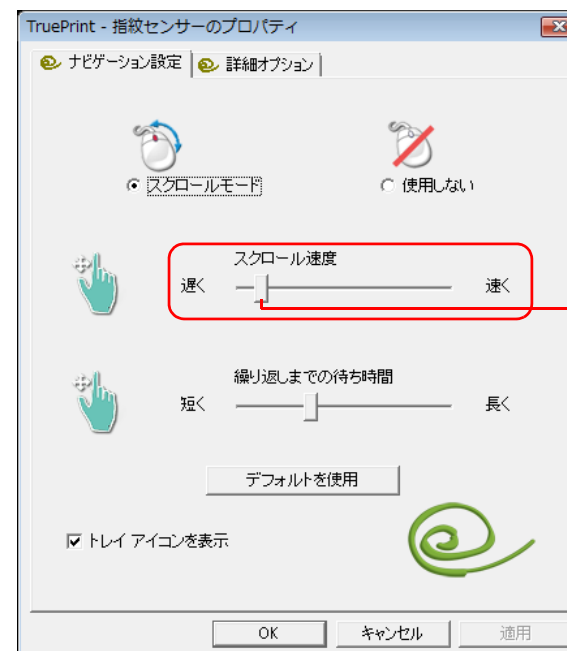 TruePrint - 指紋センサーのプロパティ
ナビゲーション設定 詳細オプション
スクロールモード 使用しない
スクロール速度
遅く 速く
繰り返しまでの待ち時間
短く 長く
デフォルトを使用
トレイ アイコンを表示
OK キャンセル 適用